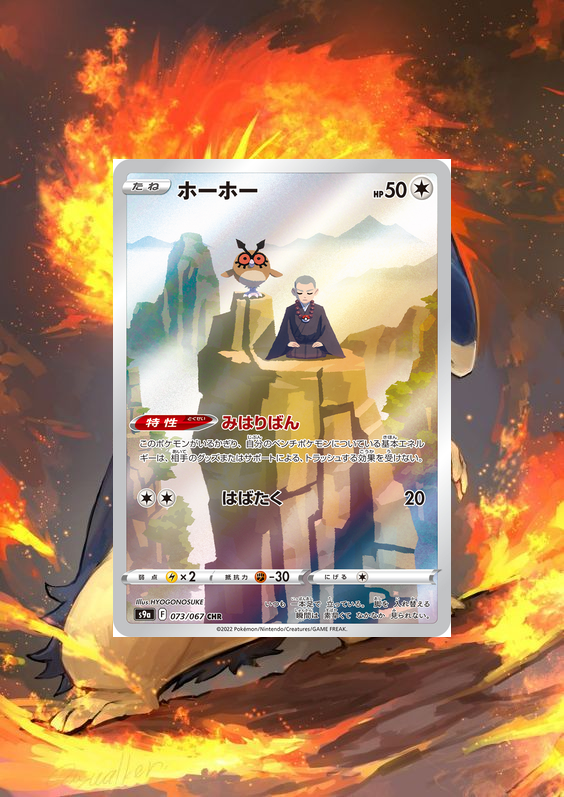 たね ホーホー HP50
特性 とくせい みはりばん
このポケモンがいるかぎり、自分のベンチポケモンについている基本エネル
ギーは、相手のグッズまたはサポートによる、トラッシュする効果を受けない。
はばたく 20
弱点 ×2 抵抗力 -30 にげる
Illus. HYOGONOSUKE
いつも 一本足で 立っている。 脚を 入れ替える
瞬間は 素早くて なかなか 見られない。
s9a F 073/067 CHR
©2022 Pokémon/Nintendo/Creatures/GAME FREAK.